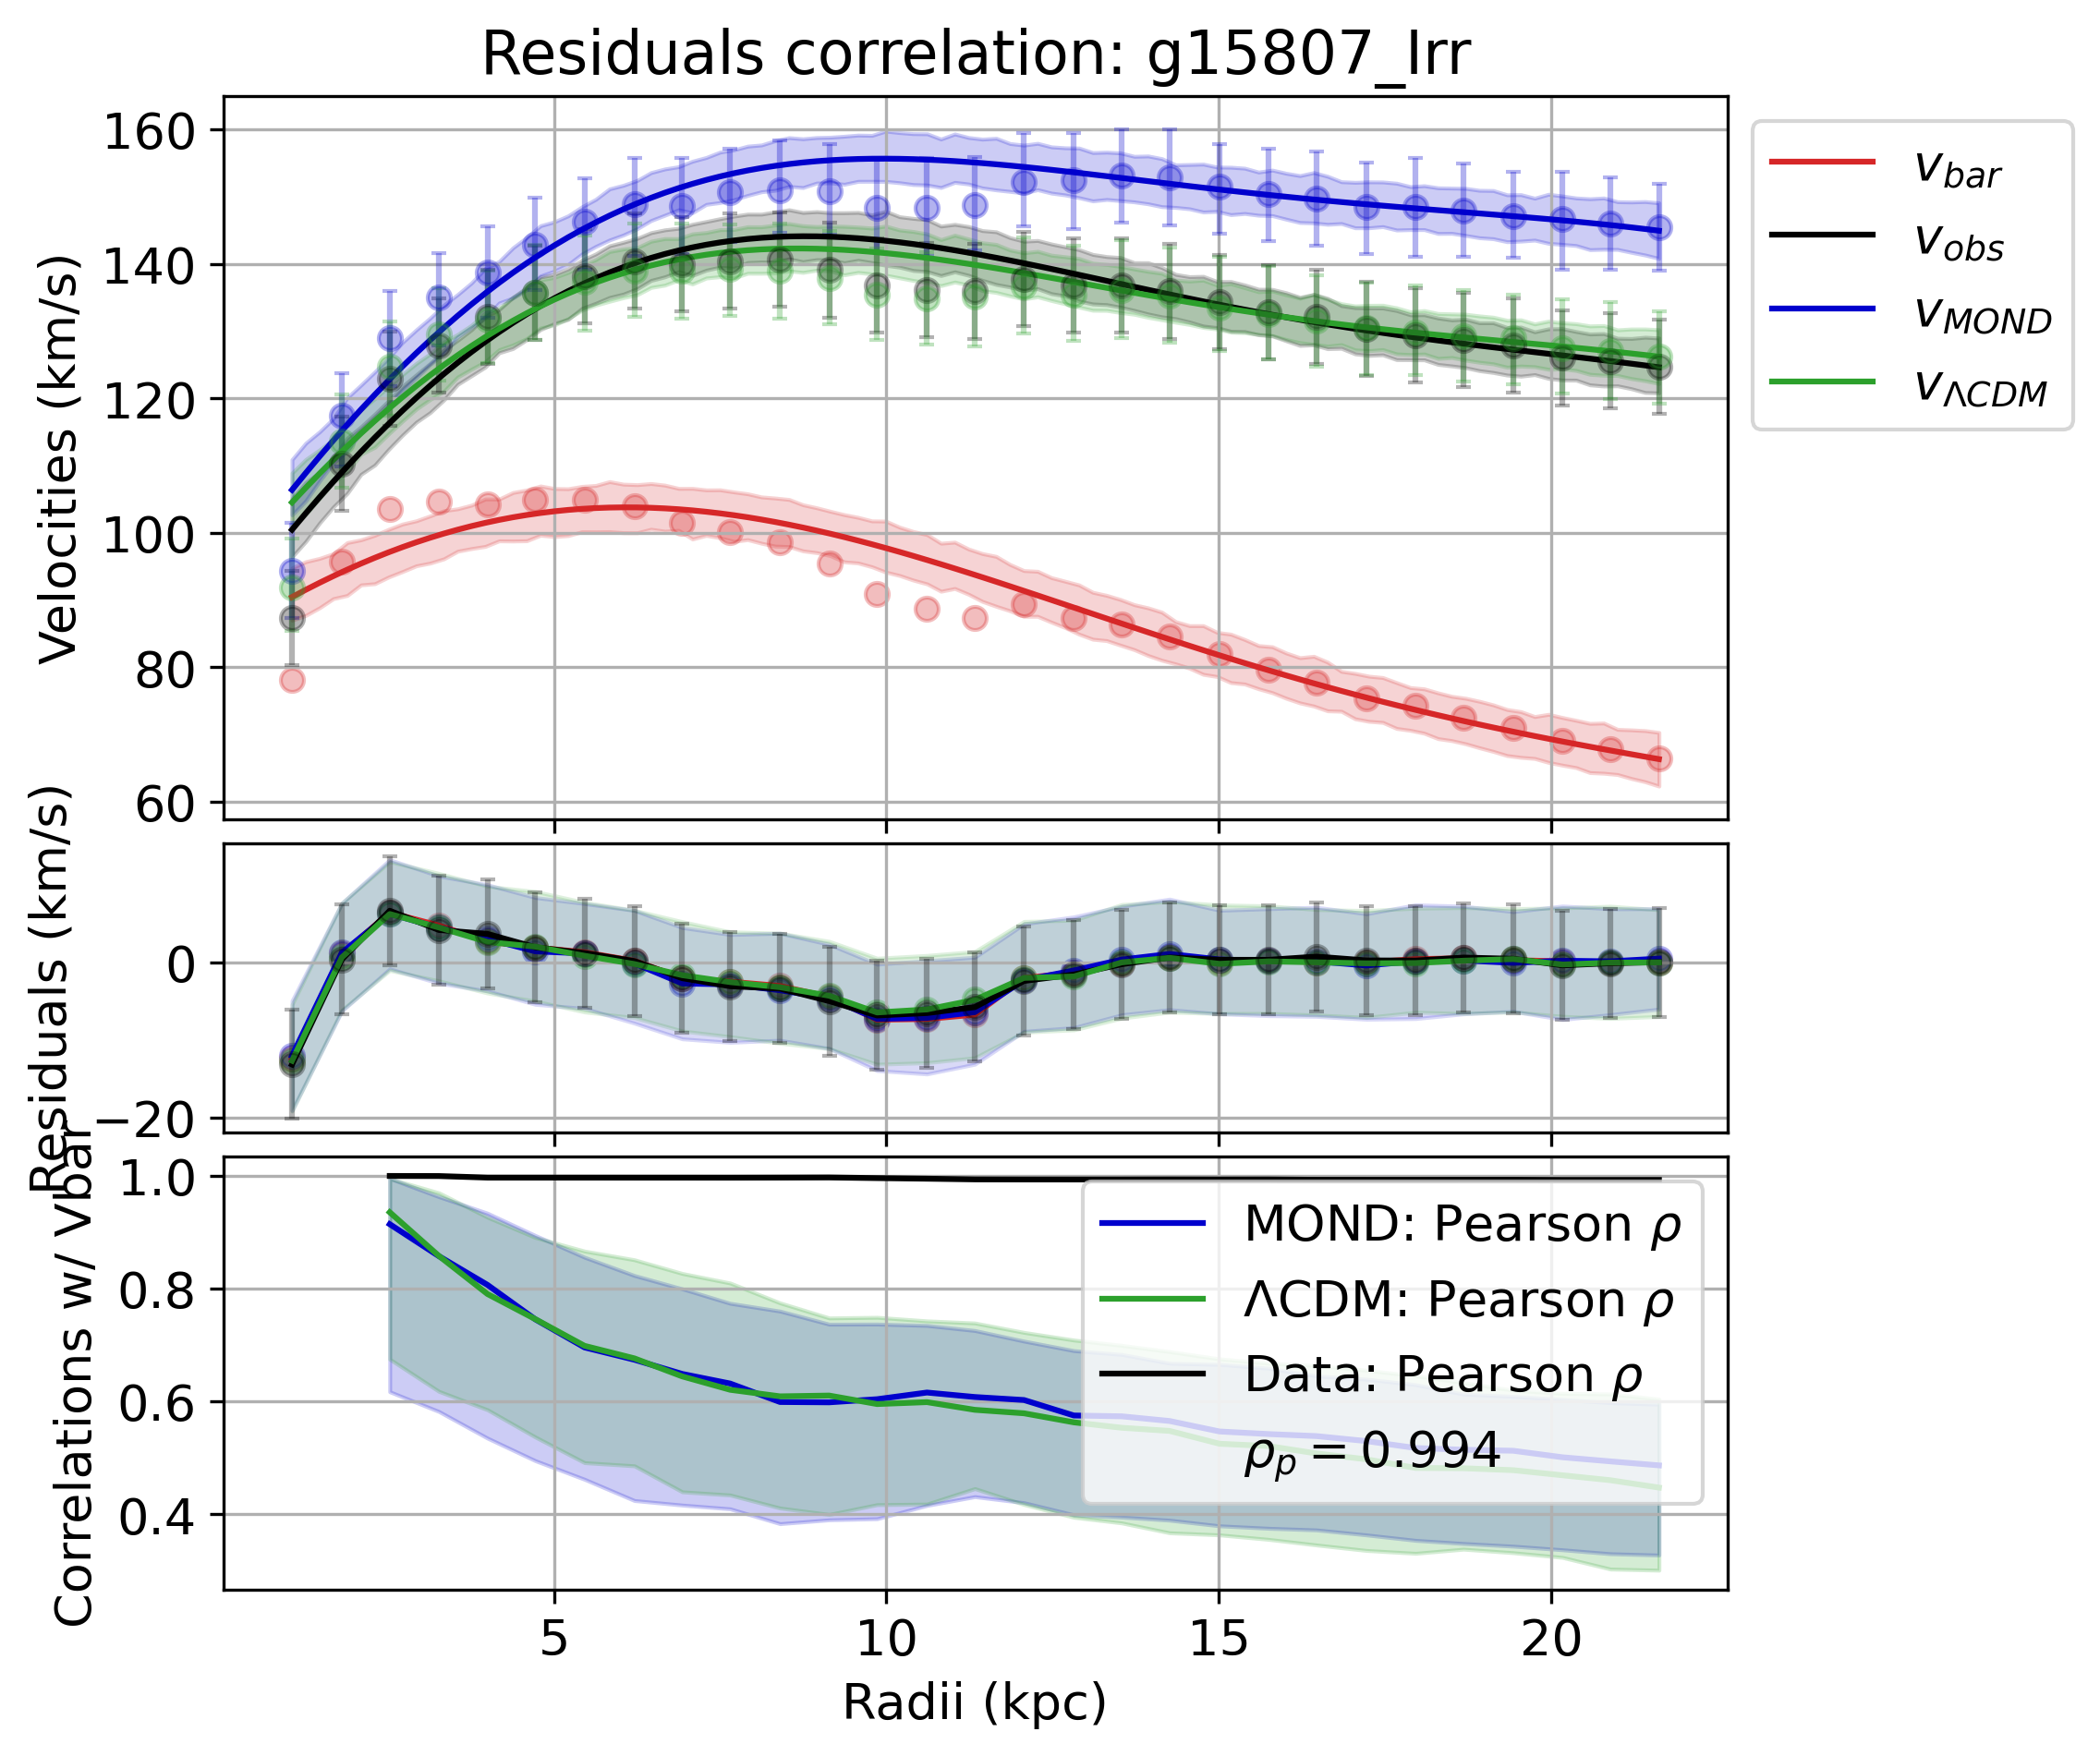 Residuals correlation: g15807_Irr
Velocities (km/s)
160
140
120
100
80
60
v_bar
v_obs
v_MOND
v_ΛCDM
Residuals (km/s)
0
−20
Correlations w/ Vbar
1.0
0.8
0.6
0.4
MOND: Pearson ρ
ΛCDM: Pearson ρ
Data: Pearson ρ
ρ_p = 0.994
5 10 15 20
Radii (kpc)